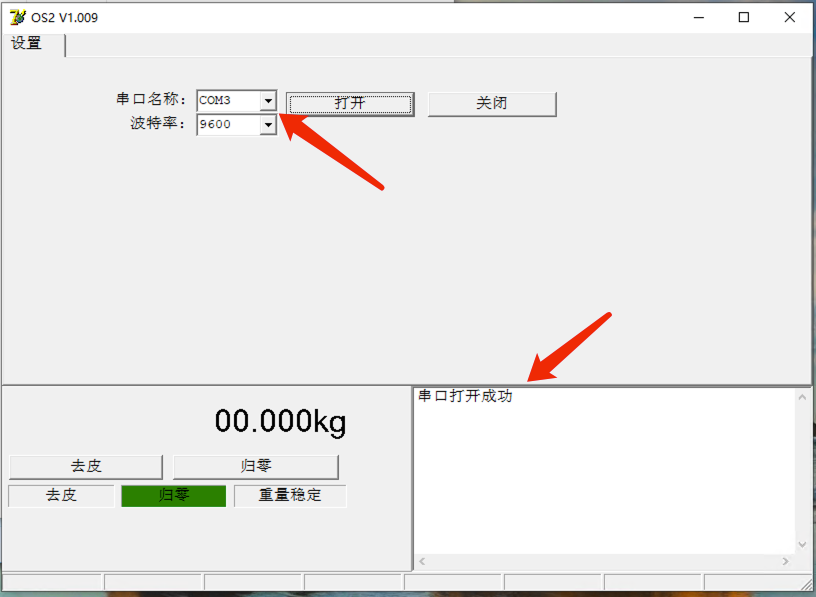 OS2 V1.009
设置
串口名称： COM3 打开 关闭
波特率： 9600
00.000kg
去皮 归零
去皮 归零 重量稳定
串口打开成功